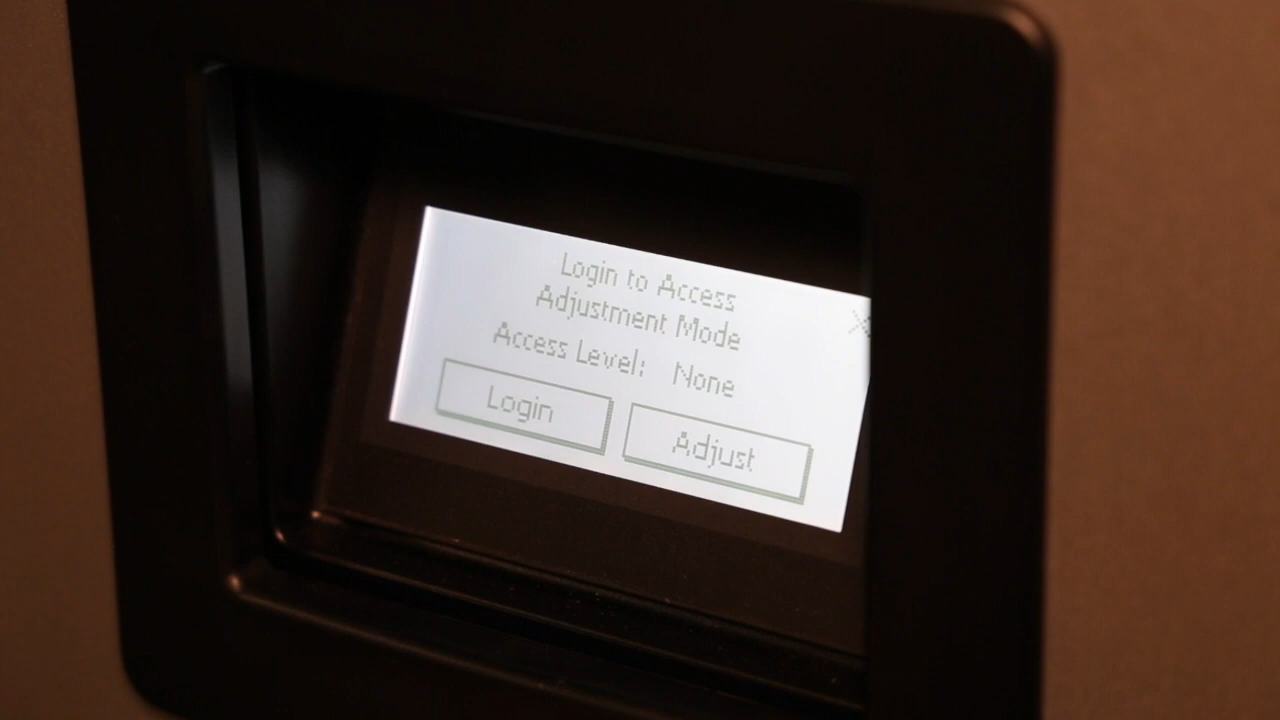 Login to Access
Adjustment Mode
Access Level: None
Login
Adjust